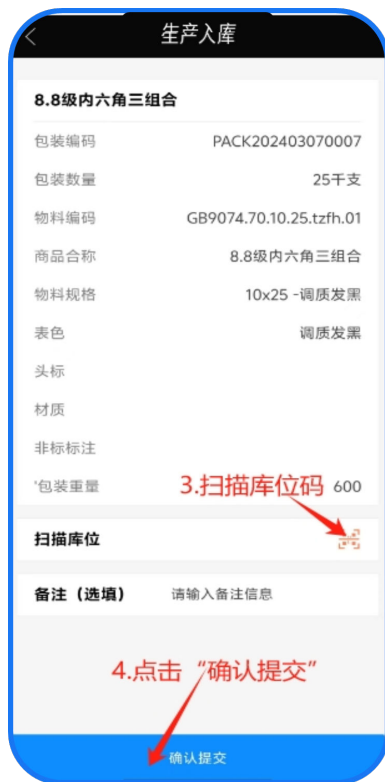 生产入库
8.8级内六角三组合
包装编码 PACK202403070007
包装数量 25千支
物料编码 GB9074.70.10.25.tzfh.01
商品合称 8.8级内六角三组合
物料规格 10x25 -调质发黑
表色 调质发黑
头标
材质
非标标注
'包装重量 3.扫描库位码 600
扫描库位
备注（选填） 请输入备注信息
4.点击“确认提交”
确认提交